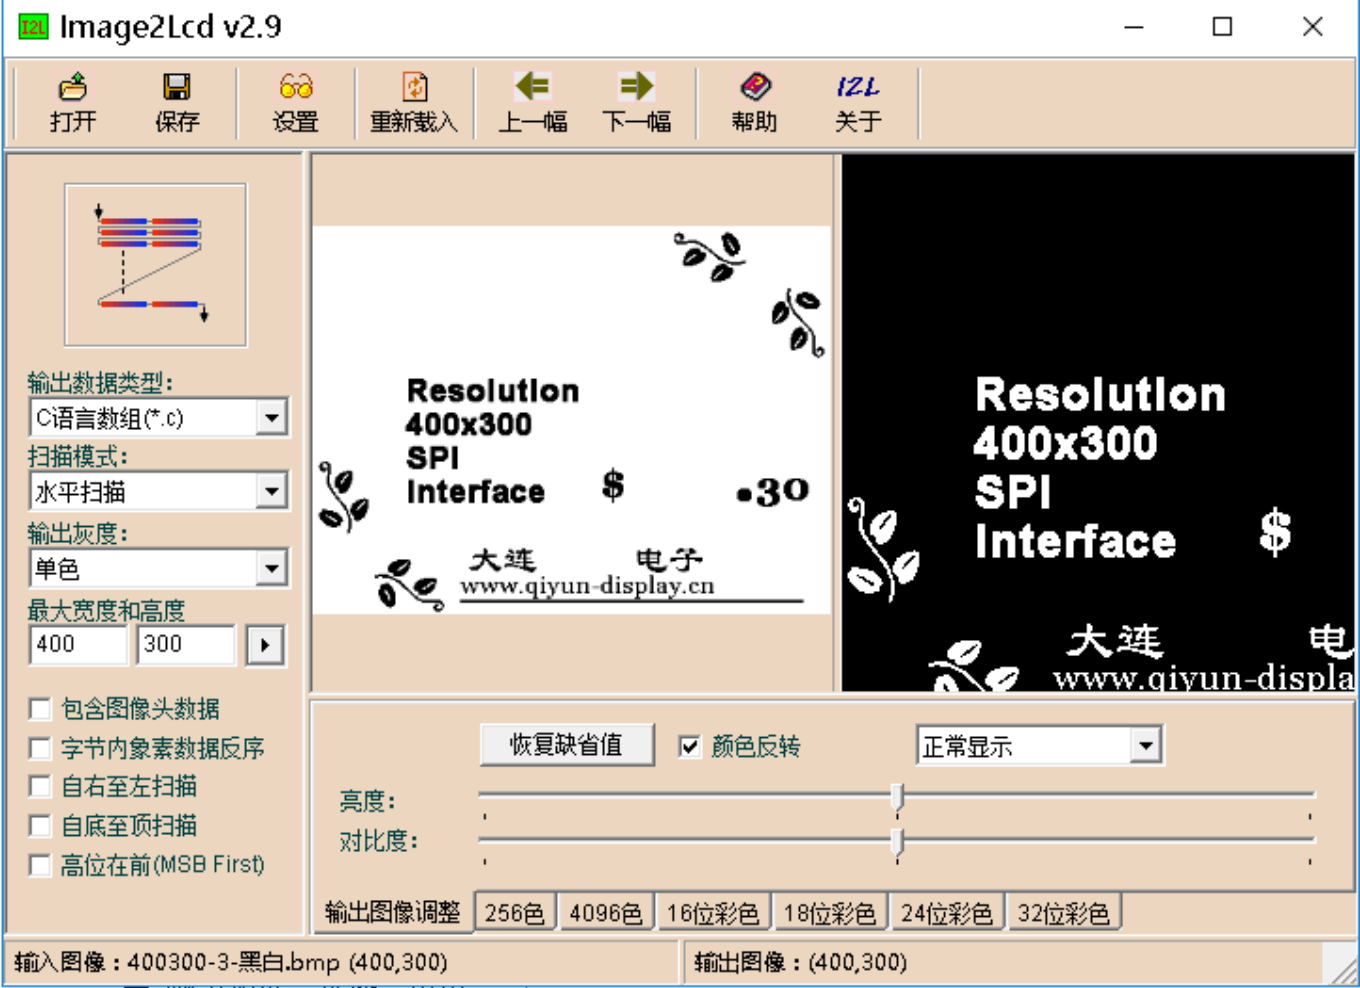 I2L Image2Lcd v2.9
打开 保存 设置 重新载入 上一幅 下一幅 帮助 I2L 关于
输出数据类型:
C语言数组(*.c)
扫描模式:
水平扫描
输出灰度:
单色
最大宽度和高度
400 300
包含图像头数据
字节内象素数据反序
自右至左扫描
自底至顶扫描
高位在前(MSB First)
Resolution
400x300
SPI
Interface $ .30
大连 电子
www.qiyun-display.cn
Resolution
400x300
SPI
Interface $
大连 电
www.qiyun-displa
恢复缺省值 颜色反转 正常显示
亮度:
对比度:
输出图像调整 256色 4096色 16位彩色 18位彩色 24位彩色 32位彩色
输入图像:400300-3-黑白.bmp (400,300) 输出图像:(400,300)